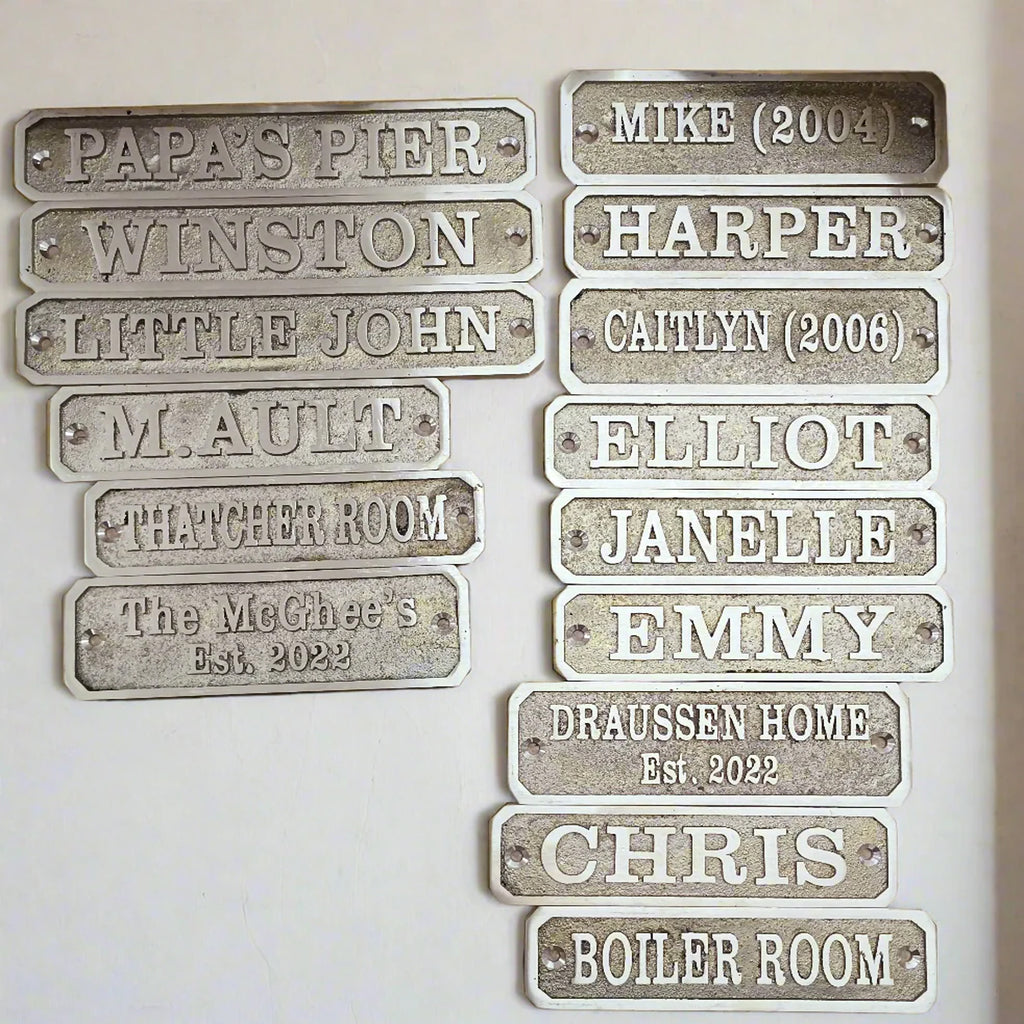 PAPA'S PIER
WINSTON
LITTLE JOHN
M.AULT
THATCHER ROOM
The McGhee's
Est. 2022
MIKE (2004)
HARPER
CAITLYN (2006)
ELLIOT
JANELLE
EMMY
DRAUSSEN HOME
Est. 2022
CHRIS
BOILER ROOM